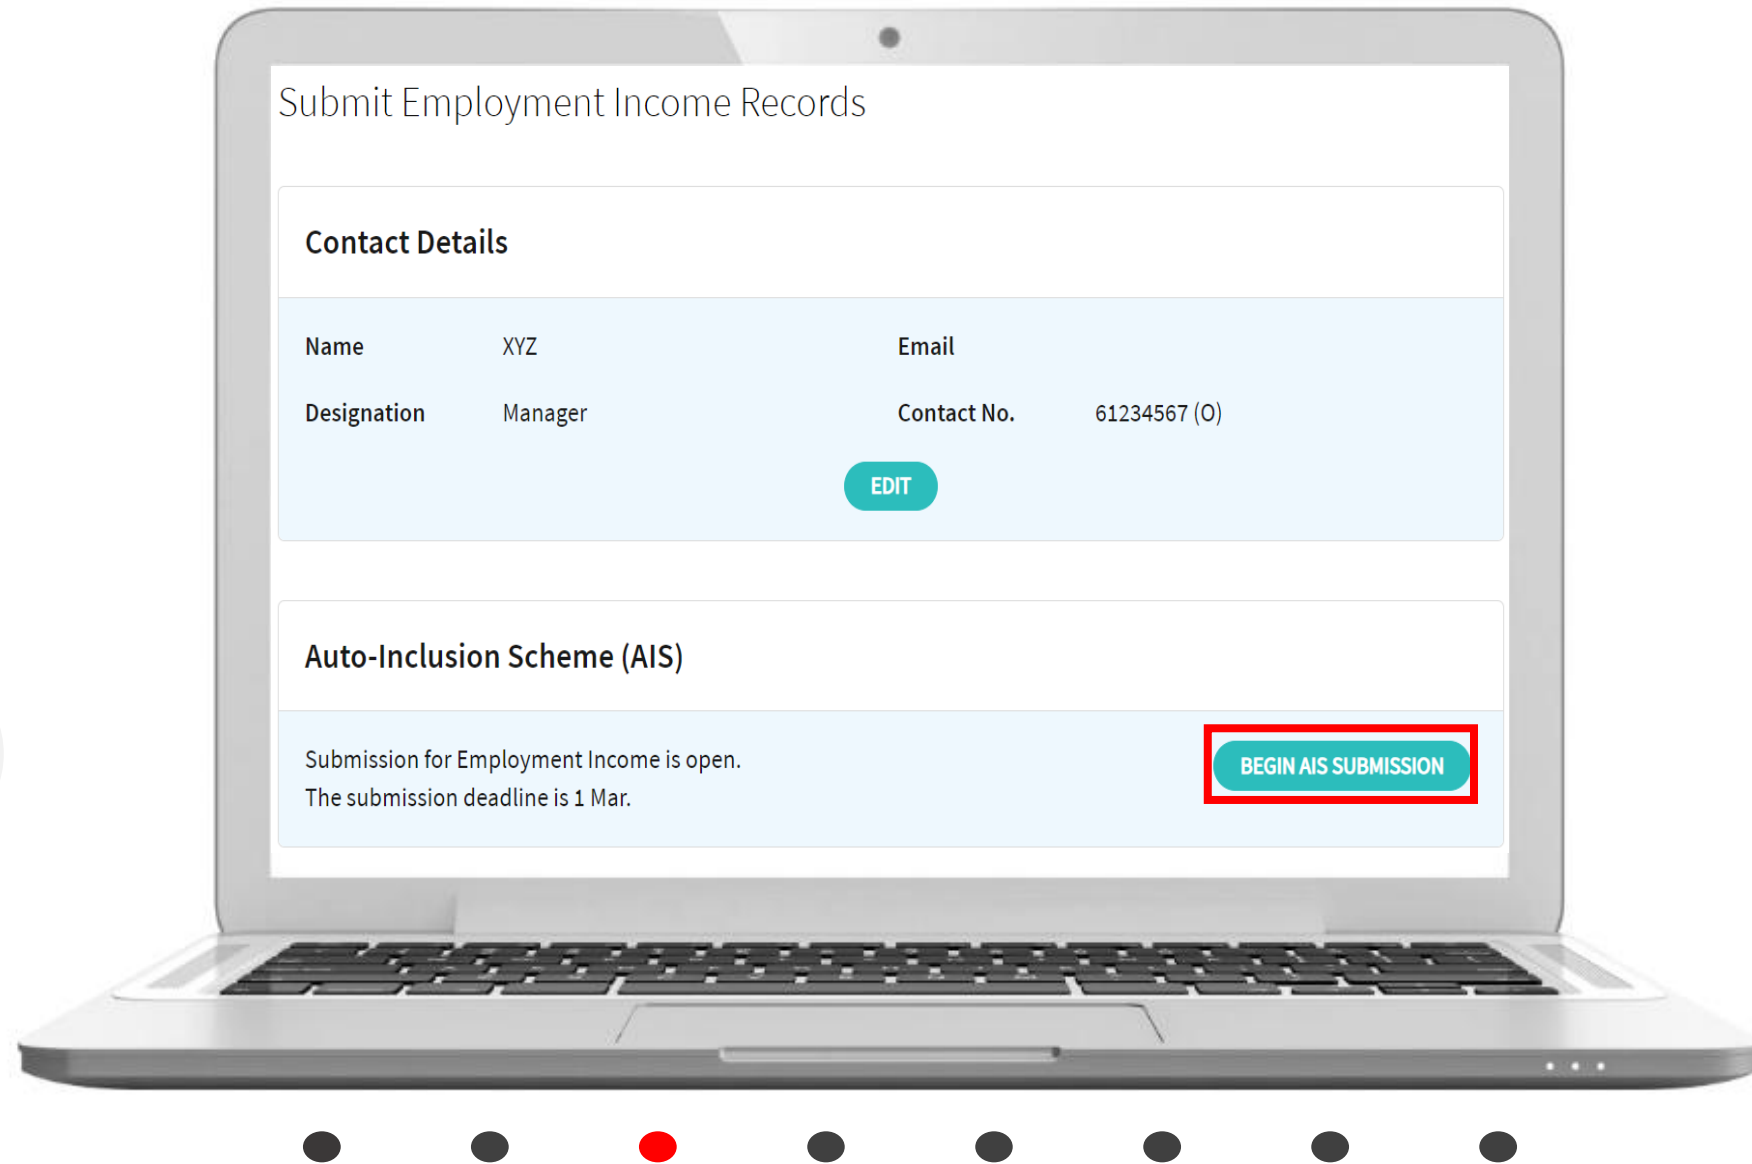 Submit Employment Income Records
Contact Details
Name XYZ Email
Designation Manager Contact No. 61234567 (O)
EDIT
Auto-Inclusion Scheme (AIS)
Submission for Employment Income is open.
BEGIN AIS SUBMISSION
The submission deadline is 1 Mar.